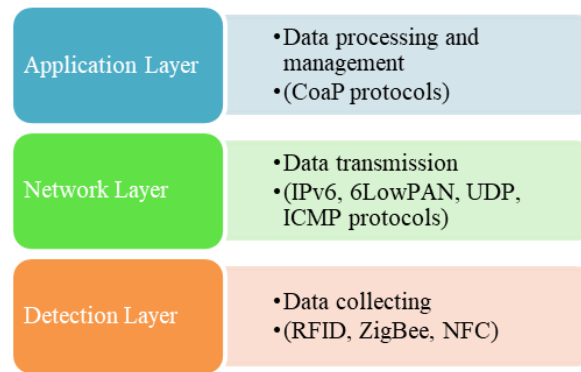 Application Layer
•Data processing and
management
•(CoaP protocols)
Network Layer
•Data transmission
•(IPv6, 6LowPAN, UDP,
ICMP protocols)
Detection Layer
•Data collecting
•(RFID, ZigBee, NFC)